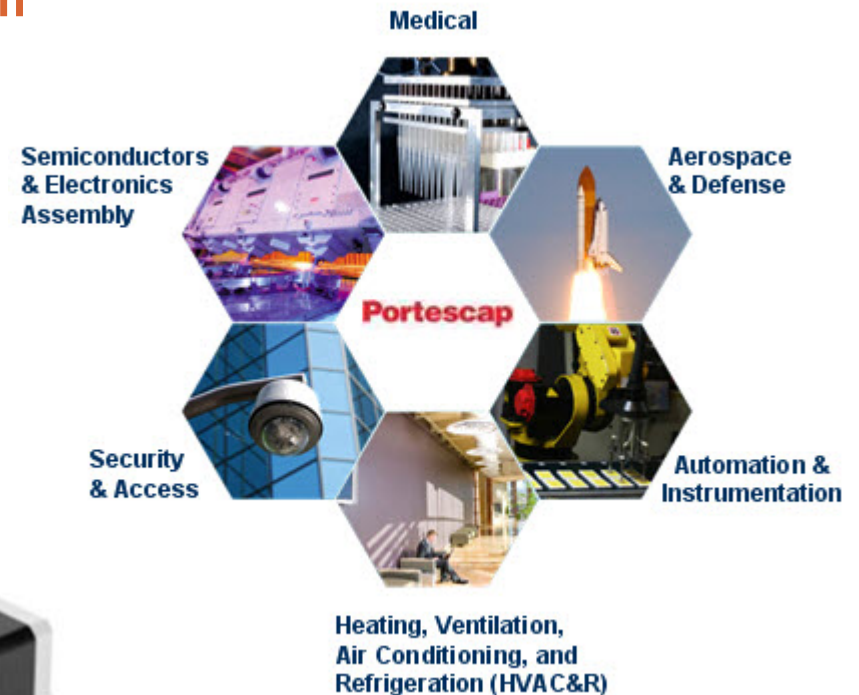 Medical
Semiconductors
& Electronics
Assembly
Aerospace
& Defense
Portescap
Security
& Access
Automation &
Instrumentation
Heating, Ventilation,
Air Conditioning, and
Refrigeration (HVAC&R)